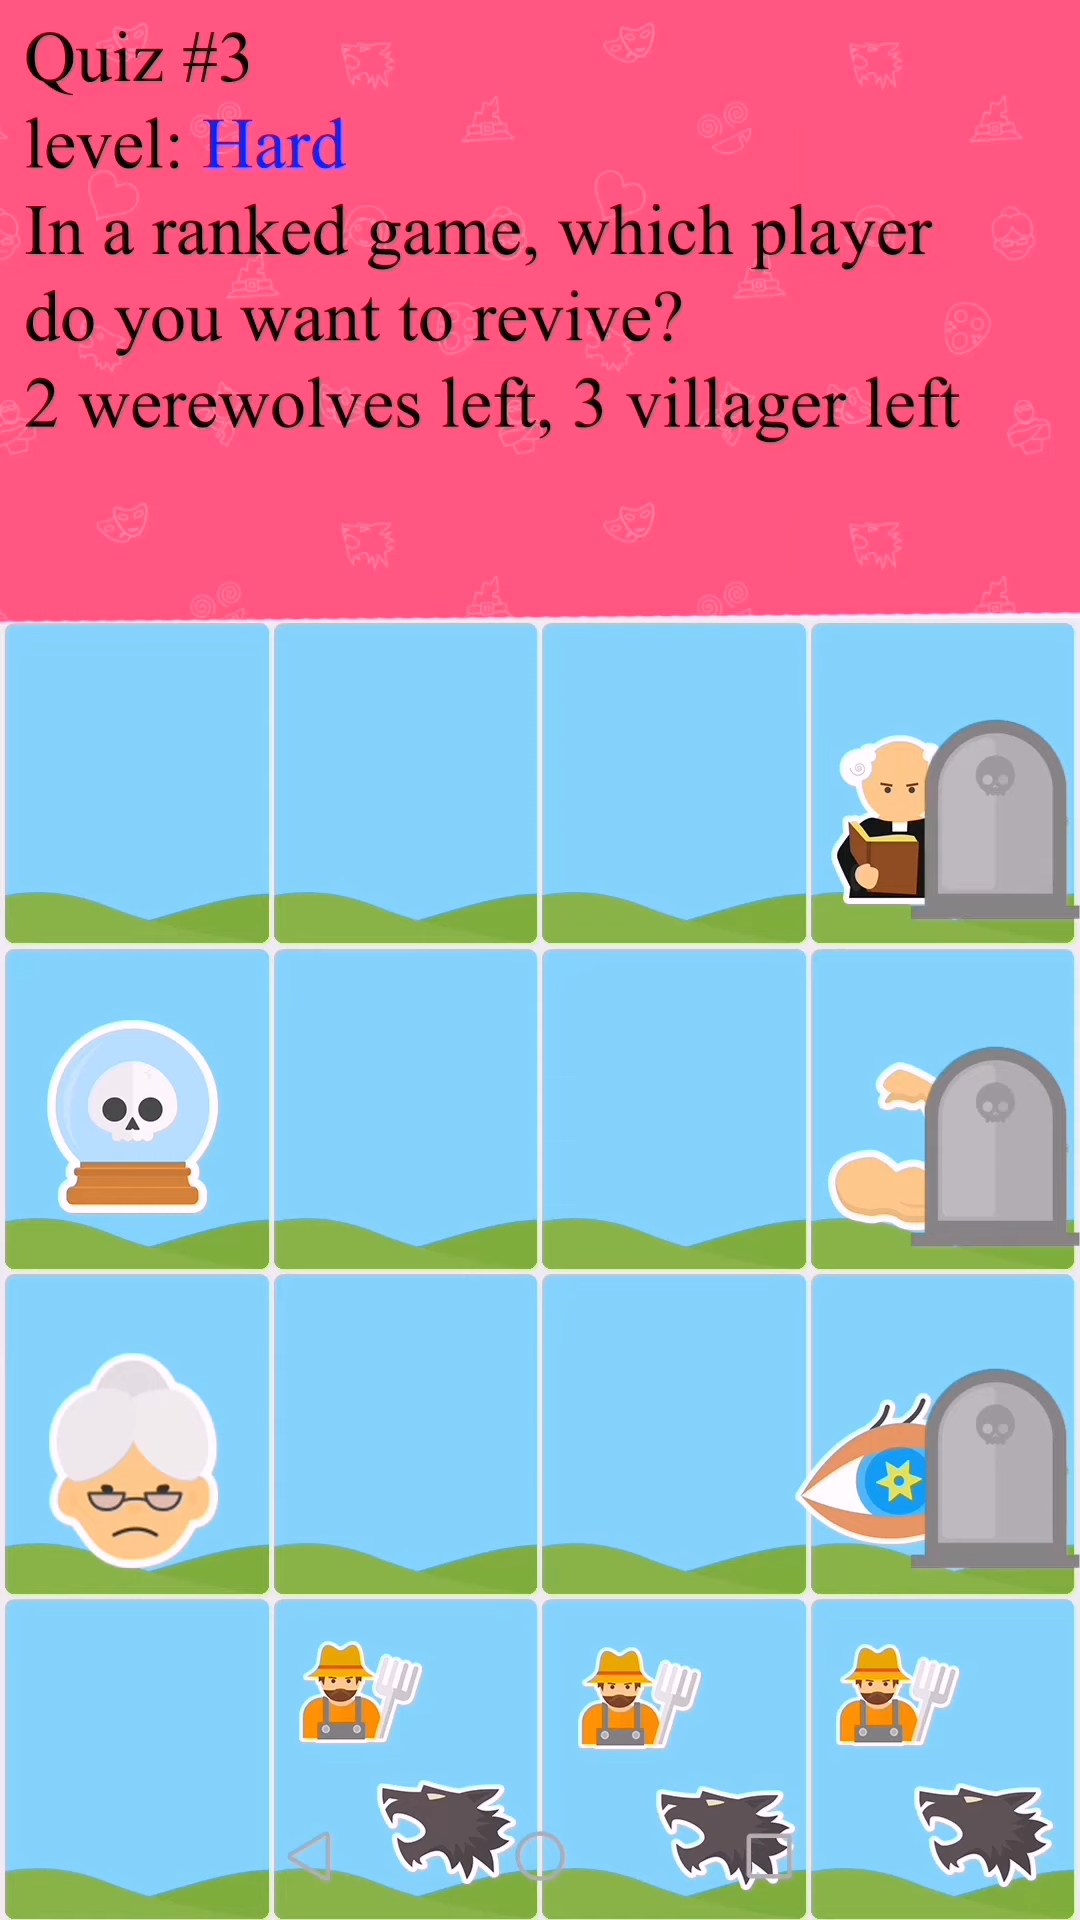 Quiz #3
level: Hard
In a ranked game, which player
do you want to revive?
2 werewolves left, 3 villager left